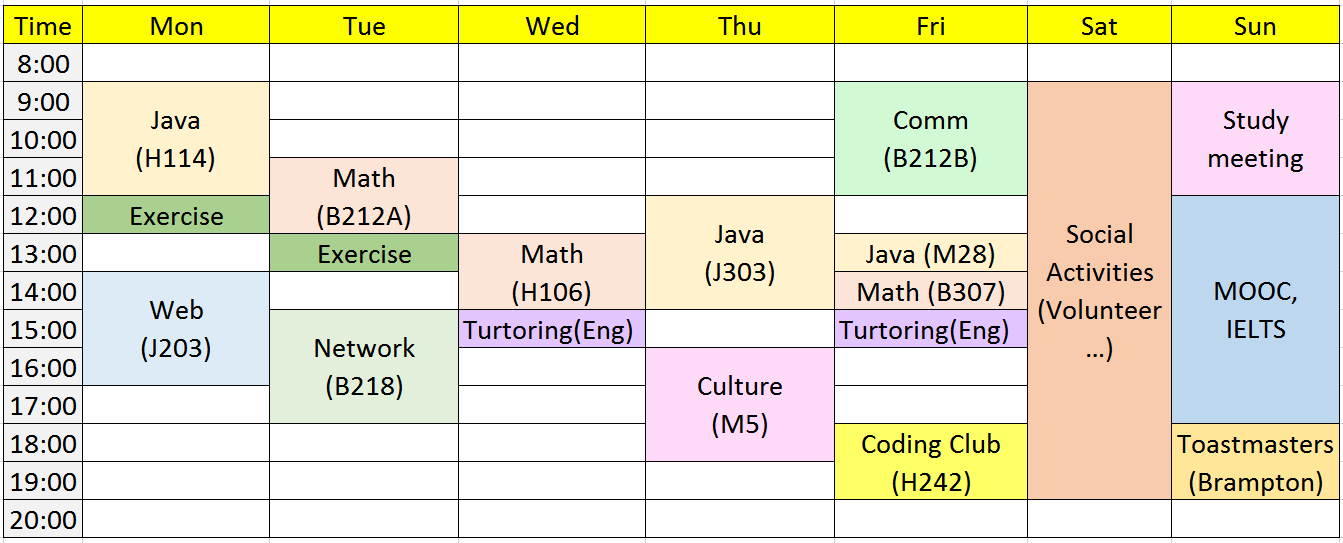 Time Mon Tue Wed Thu Fri Sat Sun
8:00
9:00
Java Comm Study
10:00
(H114) (B212B) meeting
11:00
Math
12:00
Exercise (B212A)
Java Social
13:00
Exercise Math Java (M28)
(J303) Activities
14:00
Web (H106) Math (B307) MOOC,
(Volunteer
15:00
(J203) Network Turtoring(Eng) Turtoring(Eng) IELTS
...)
16:00
(B218) Culture
17:00
(M5)
18:00
Coding Club Toastmasters
19:00
(H242) (Brampton)
20:00